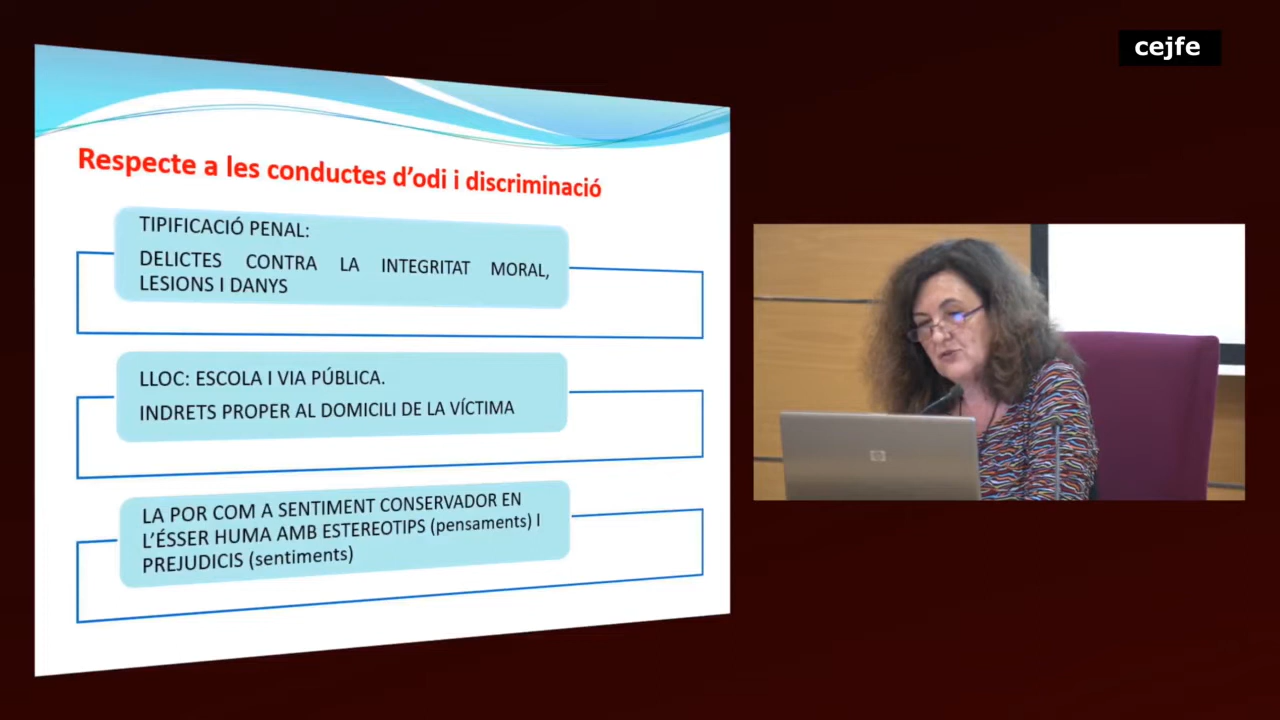 cejfe
Respecte a les conductes d'odi i discriminació
TIPIFICACIÓ PENAL:
DELICTES CONTRA LA INTEGRITAT MORAL,
LESIONS I DANYS
LLOC: ESCOLA I VIA PÚBLICA.
INDRETS PROPER AL DOMICILI DE LA VÍCTIMA
LA POR COM A SENTIMENT CONSERVADOR EN
L'ÉSSER HUMA AMB ESTEREOTIPS (pensaments) I
PREJUDICIS (sentiments)
hp